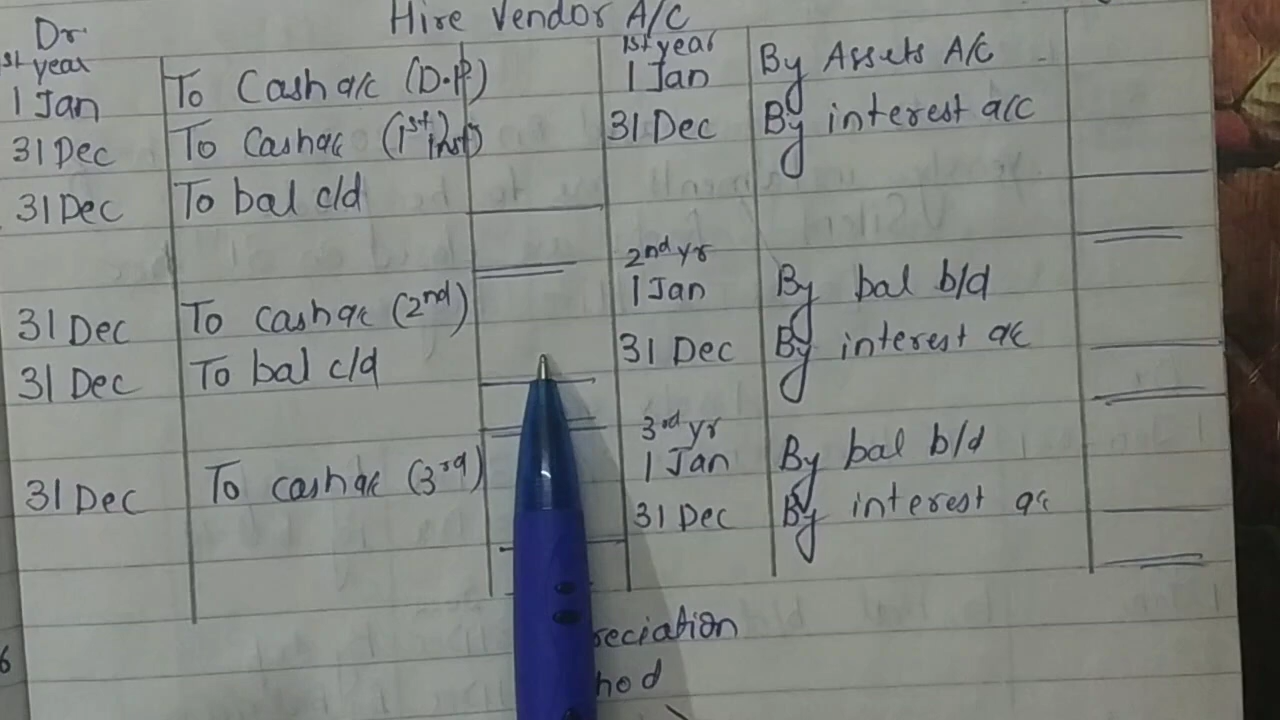 Hire Vendor A/C
Dr.
1st year
1 Jan To Cash a/c (D.P)
31 Dec To Cash a/c (1st inst)
31 Dec To bal c/d
31 Dec To cash a/c (2nd)
31 Dec To bal c/d
31 Dec To cash a/c (3rd)
1st year
1 Jan By Assets A/C
31 Dec By interest a/c
2nd yr
1 Jan By bal b/d
31 Dec By interest a/c
3rd yr
1 Jan By bal b/d
31 Dec By interest a/c
reciation
hod